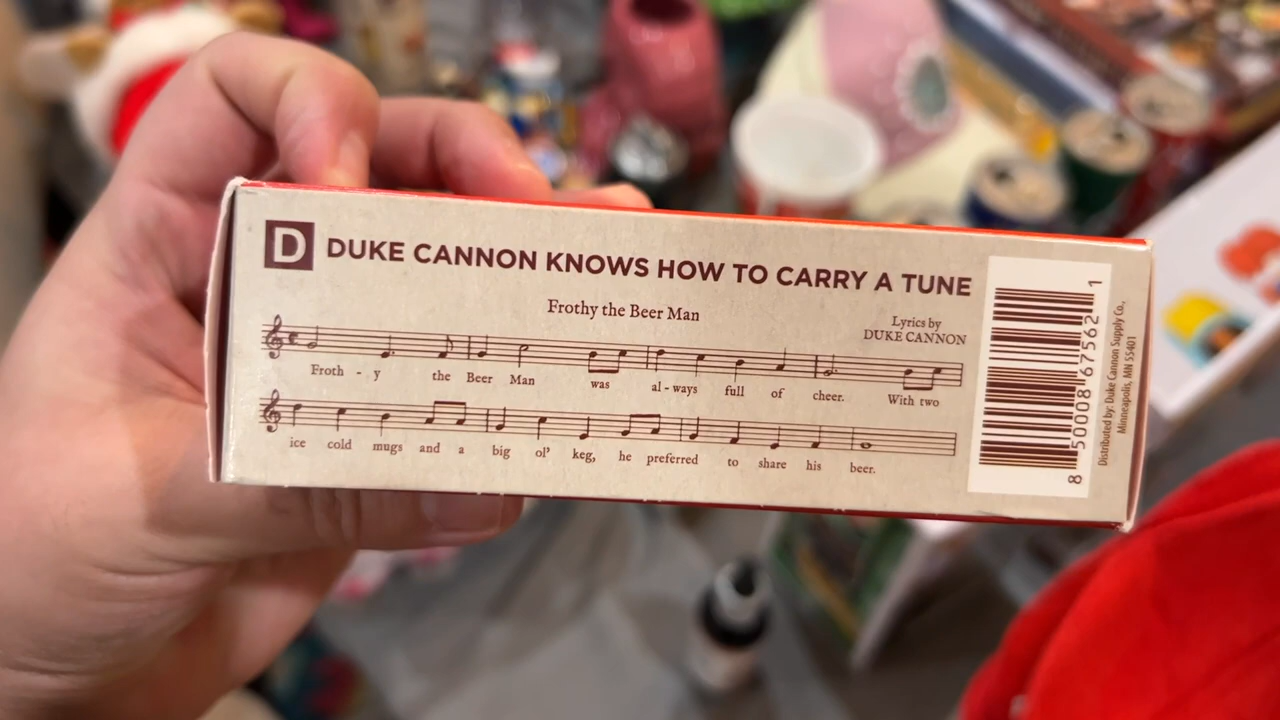 D DUKE CANNON KNOWS HOW TO CARRY A TUNE
Frothy the Beer Man
Lyrics by
DUKE CANNON
Froth - y the Beer Man was al - ways full of cheer. With two
ice cold mugs and a big ol' keg, he preferred to share his beer.
8 50008 67562 1
Distributed by: Duke Cannon Supply Co.,
Minneapolis, MN 55401